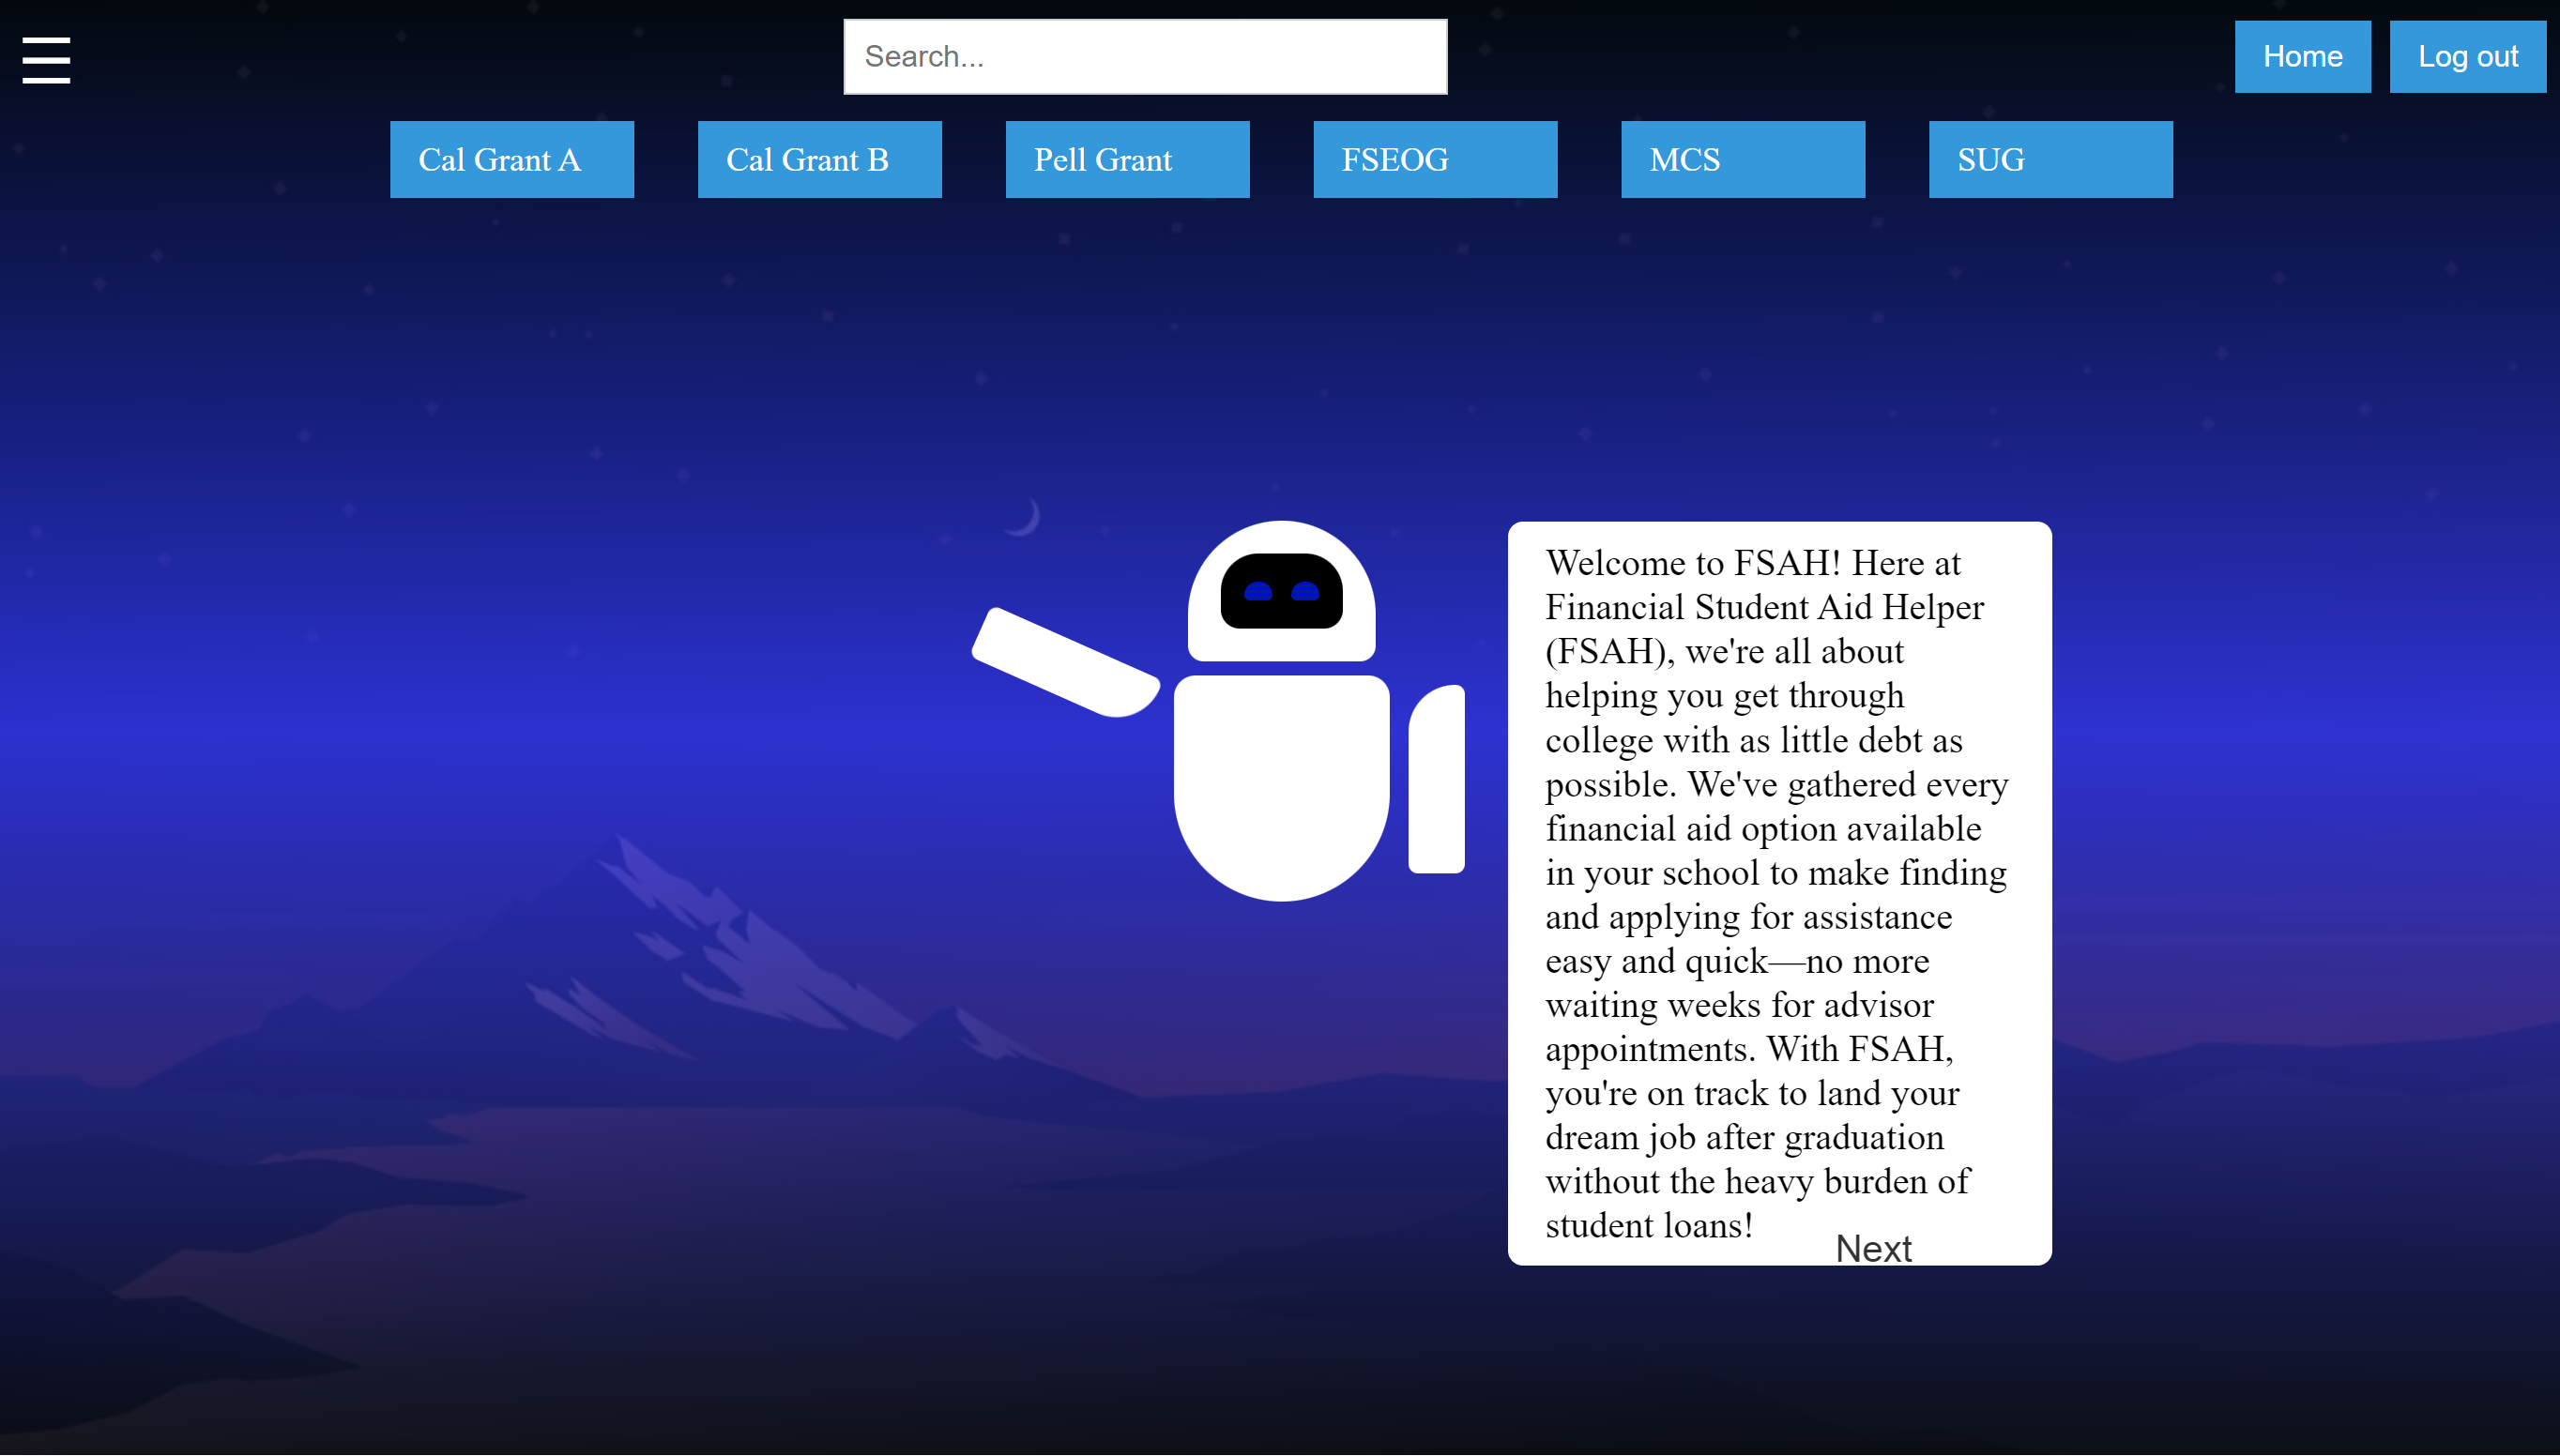 Search...
Home
Log out
Cal Grant A
Cal Grant B
Pell Grant
FSEOG
MCS
SUG
Welcome to FSAH! Here at
Financial Student Aid Helper
(FSAH), we're all about
helping you get through
college with as little debt as
possible. We've gathered every
financial aid option available
in your school to make finding
and applying for assistance
easy and quick—no more
waiting weeks for advisor
appointments. With FSAH,
you're on track to land your
dream job after graduation
without the heavy burden of
student loans!
Next